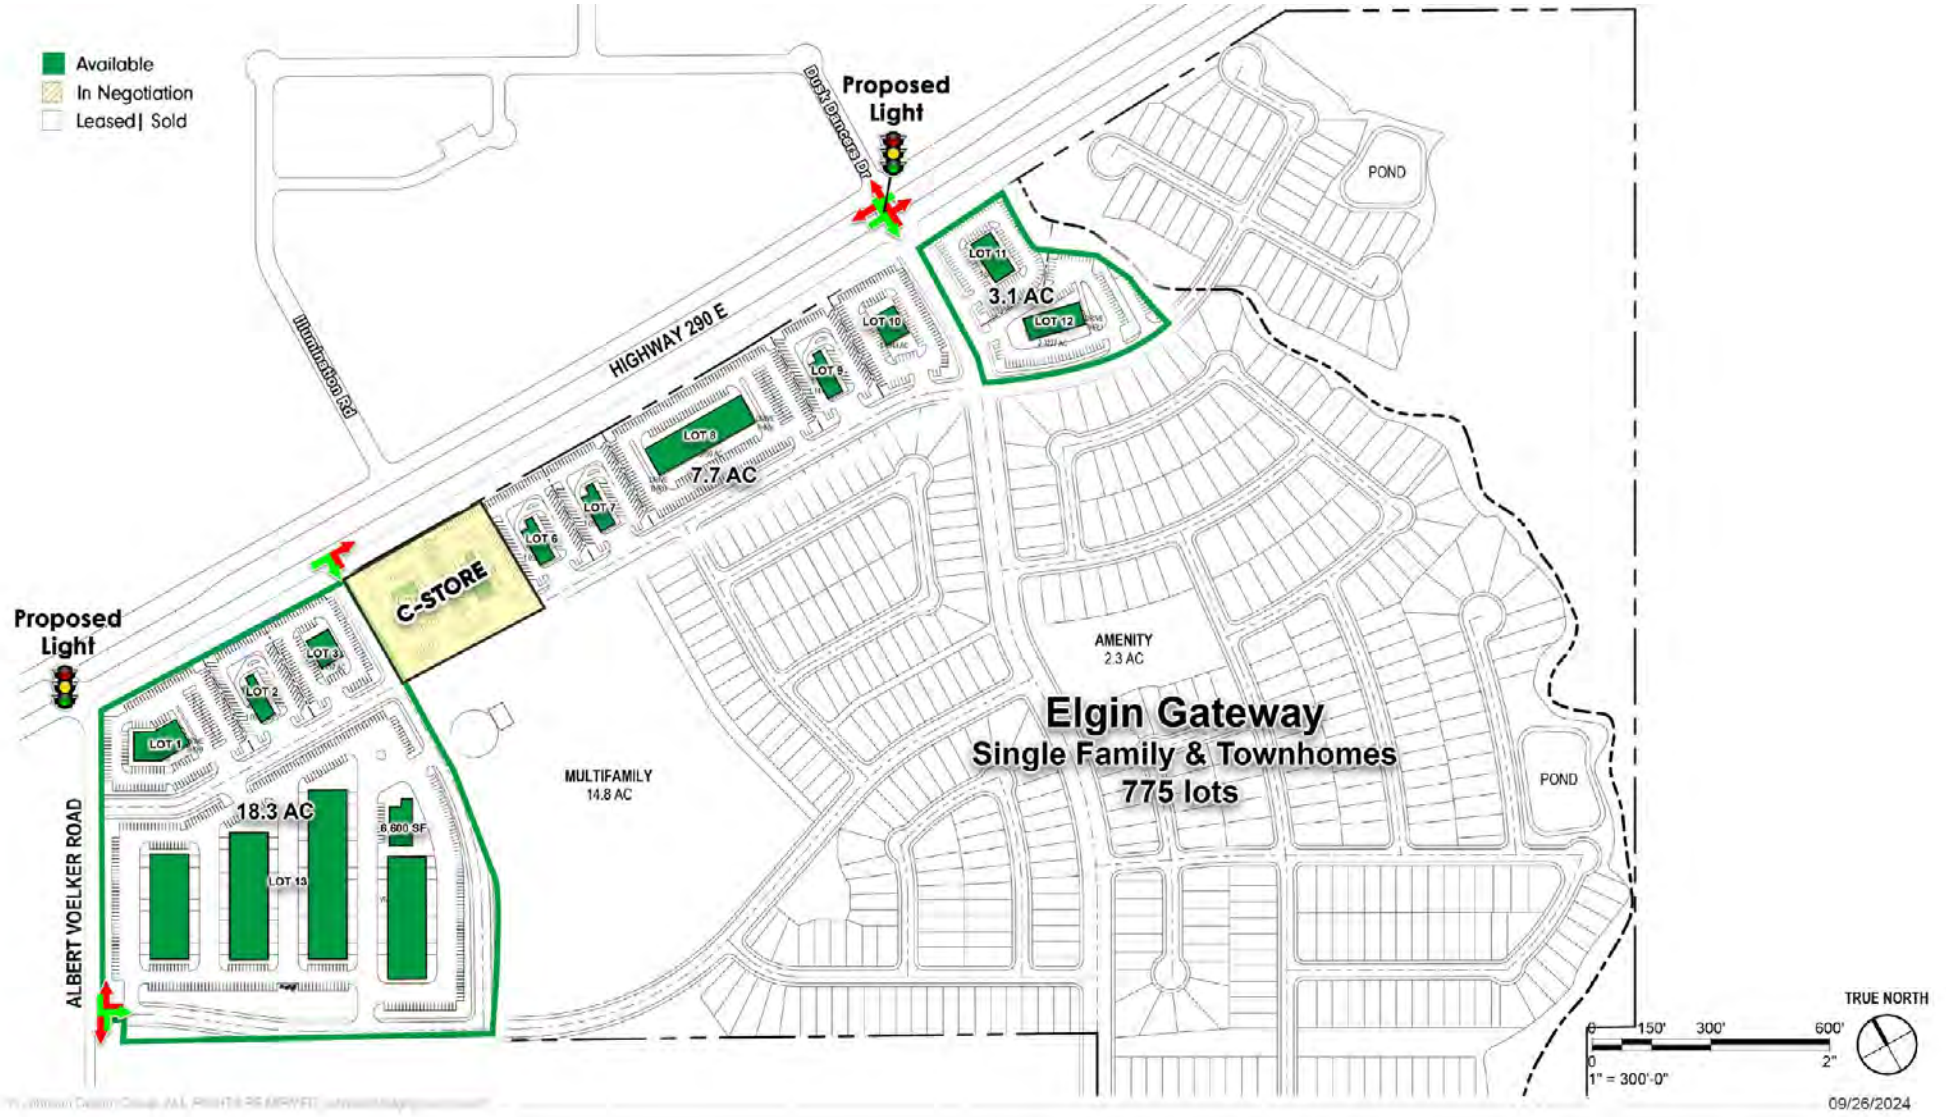 Available
In Negotiation
Leased| Sold
Dusk Dancers Dr
Proposed
Light
POND
Illumination Rd
HIGHWAY 290 E
LOT 11
3.1 AC
LOT 12
LOT 10
LOT 9
LOT 8
7.7 AC
LOT 7
LOT 6
C-STORE
Proposed
Light
LOT 3
LOT 2
LOT 1
18.3 AC
6,600 SF
LOT 13
ALBERT VOELKER ROAD
MULTIFAMILY
14.8 AC
AMENITY
2.3 AC
Elgin Gateway
Single Family & Townhomes
775 lots
POND
TRUE NORTH
0 150' 300' 600'
0 2"
1" = 300'-0"
09/26/2024